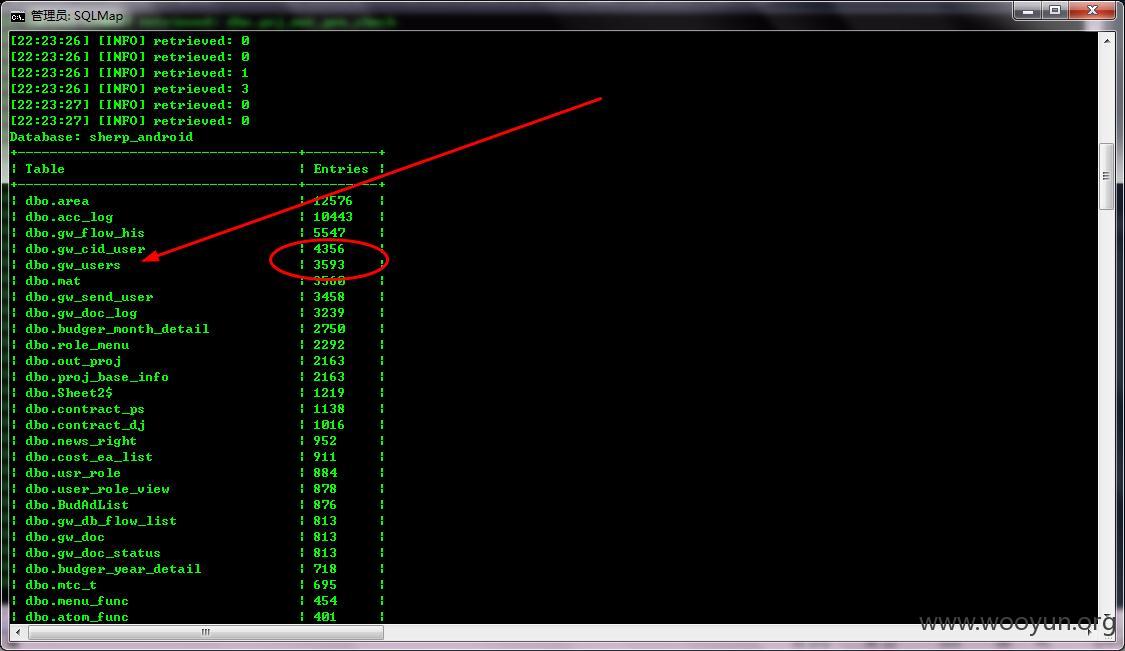 管理员: SQLMap
[22:23:26] [INFO] retrieved: 0
[22:23:26] [INFO] retrieved: 0
[22:23:26] [INFO] retrieved: 1
[22:23:26] [INFO] retrieved: 3
[22:23:27] [INFO] retrieved: 0
[22:23:27] [INFO] retrieved: 0
Database: sherp_android
| Table | Entries |
| dbo.area | 12576 |
| dbo.acc_log | 10443 |
| dbo.gw_flow_his | 5547 |
| dbo.gw_cid_user | 4356 |
| dbo.gw_users | 3593 |
| dbo.mat | 3560 |
| dbo.gw_send_user | 3458 |
| dbo.gw_doc_log | 3239 |
| dbo.budger_month_detail | 2750 |
| dbo.role_menu | 2292 |
| dbo.out_proj | 2163 |
| dbo.proj_base_info | 2163 |
| dbo.Sheet2$ | 1219 |
| dbo.contract_ps | 1138 |
| dbo.contract_dj | 1016 |
| dbo.news_right | 952 |
| dbo.cost_ea_list | 911 |
| dbo.usr_role | 884 |
| dbo.user_role_view | 878 |
| dbo.BudAdList | 876 |
| dbo.gw_db_flow_list | 813 |
| dbo.gw_doc | 813 |
| dbo.gw_doc_status | 813 |
| dbo.budger_year_detail | 718 |
| dbo.mtc_t | 695 |
| dbo.menu_func | 454 |
| dbo.atom_func | 401 |
www.wooyun.org